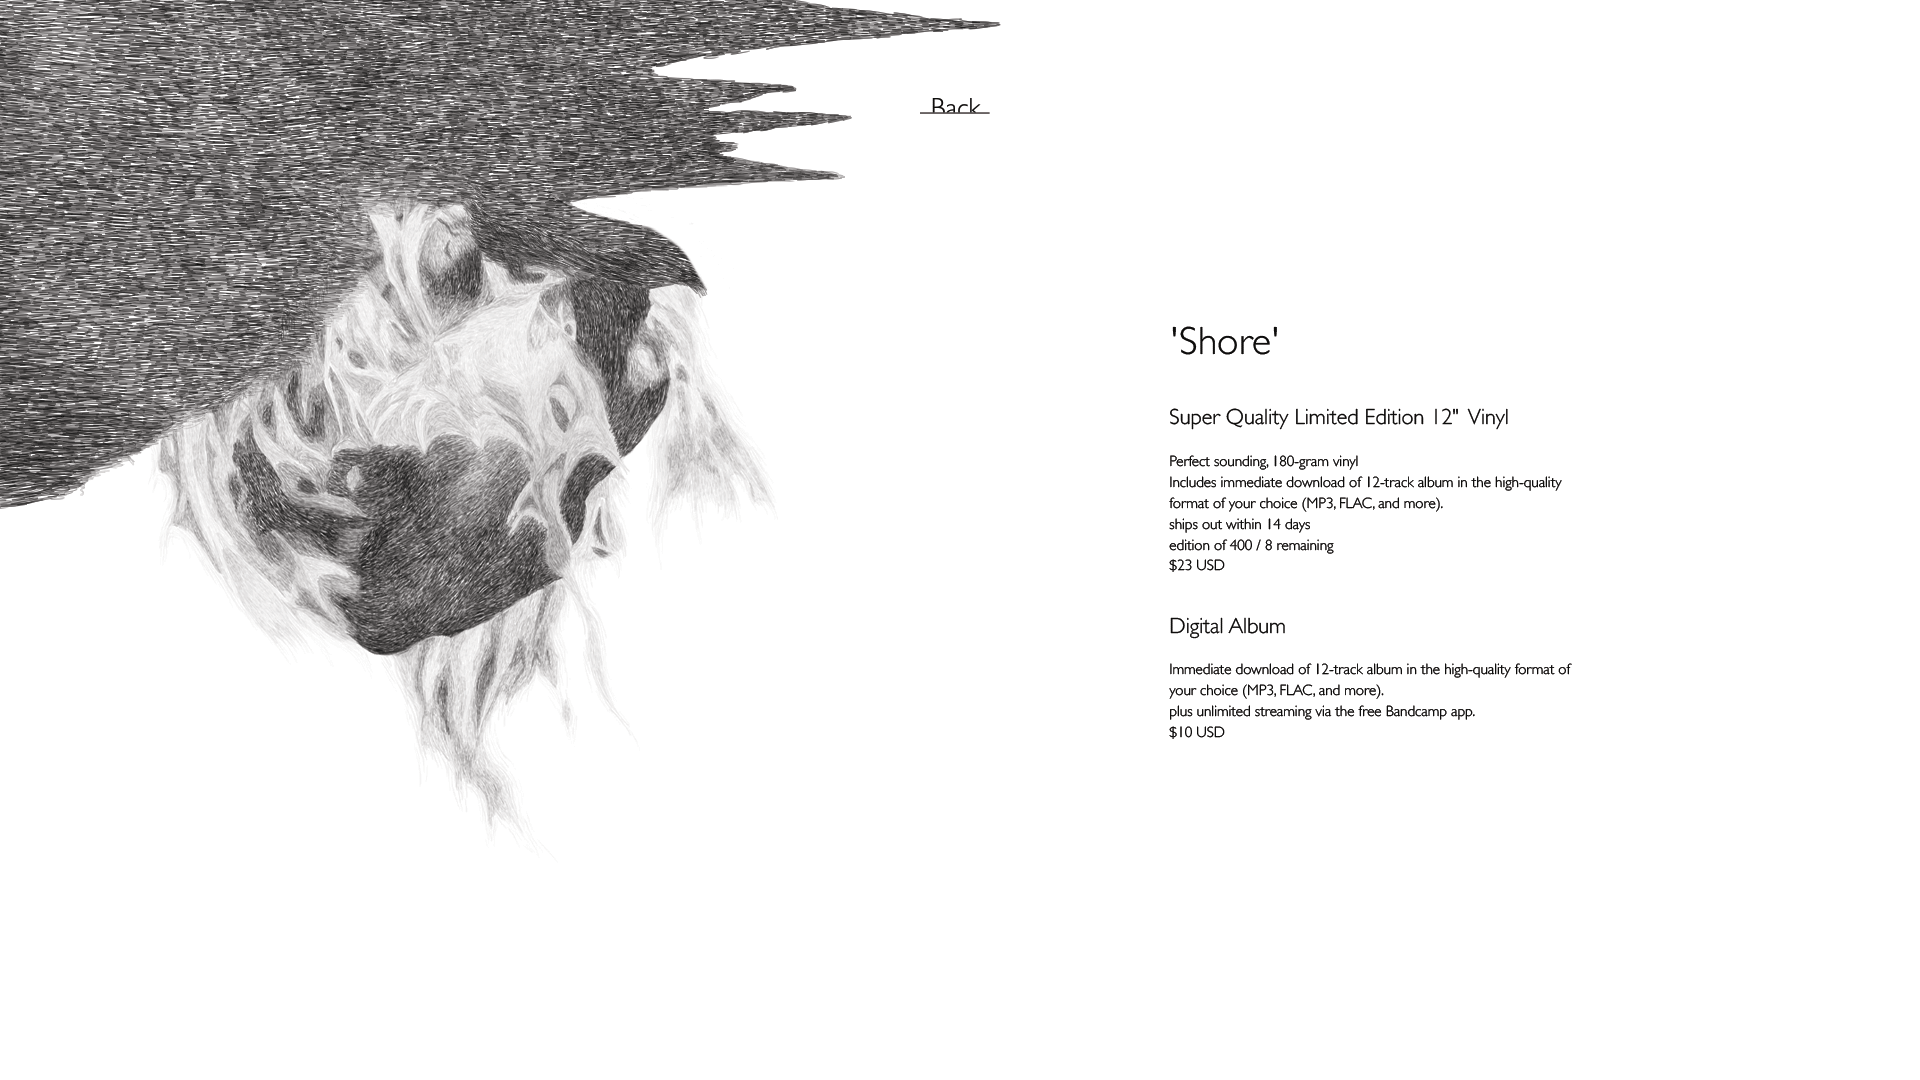 Back
'Shore'
Super Quality Limited Edition 12" Vinyl
Perfect sounding, 180-gram vinyl
Includes immediate download of 12-track album in the high-quality
format of your choice (MP3, FLAC, and more).
ships out within 14 days
edition of 400 / 8 remaining
$23 USD
Digital Album
Immediate download of 12-track album in the high-quality format of
your choice (MP3, FLAC, and more).
plus unlimited streaming via the free Bandcamp app.
$10 USD